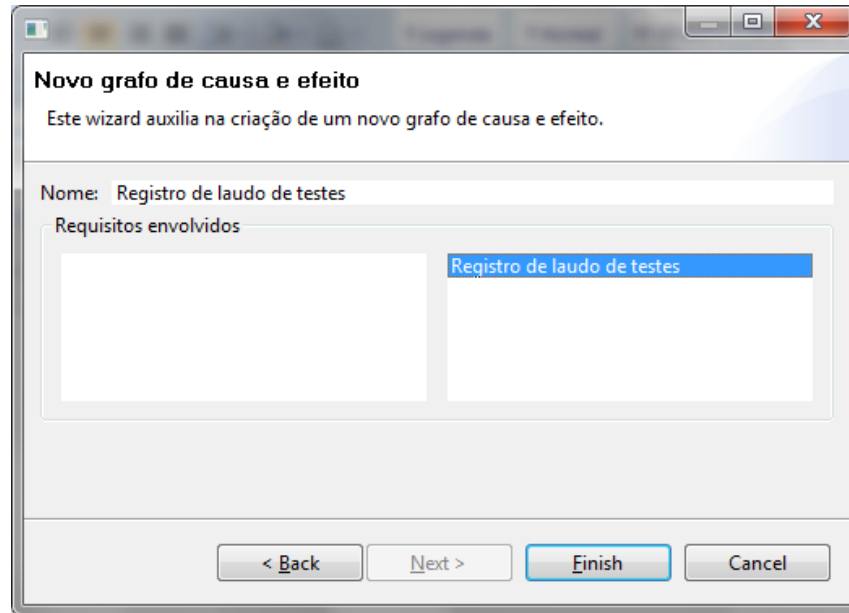 Novo grafo de causa e efeito
Este wizard auxilia na criação de um novo grafo de causa e efeito.
Nome: Registro de laudo de testes
Requisitos envolvidos
Registro de laudo de testes
< Back Next > Finish Cancel